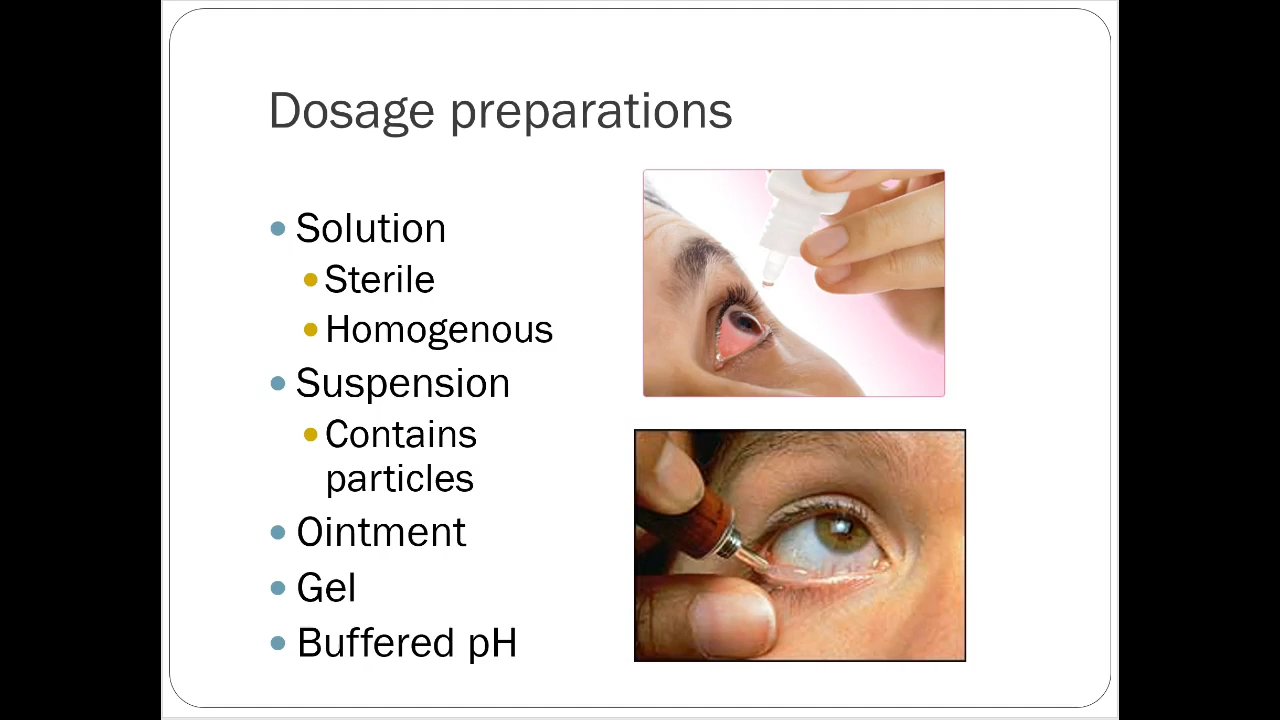 Dosage preparations
Solution
Sterile
Homogenous
Suspension
Contains
particles
Ointment
Gel
Buffered pH